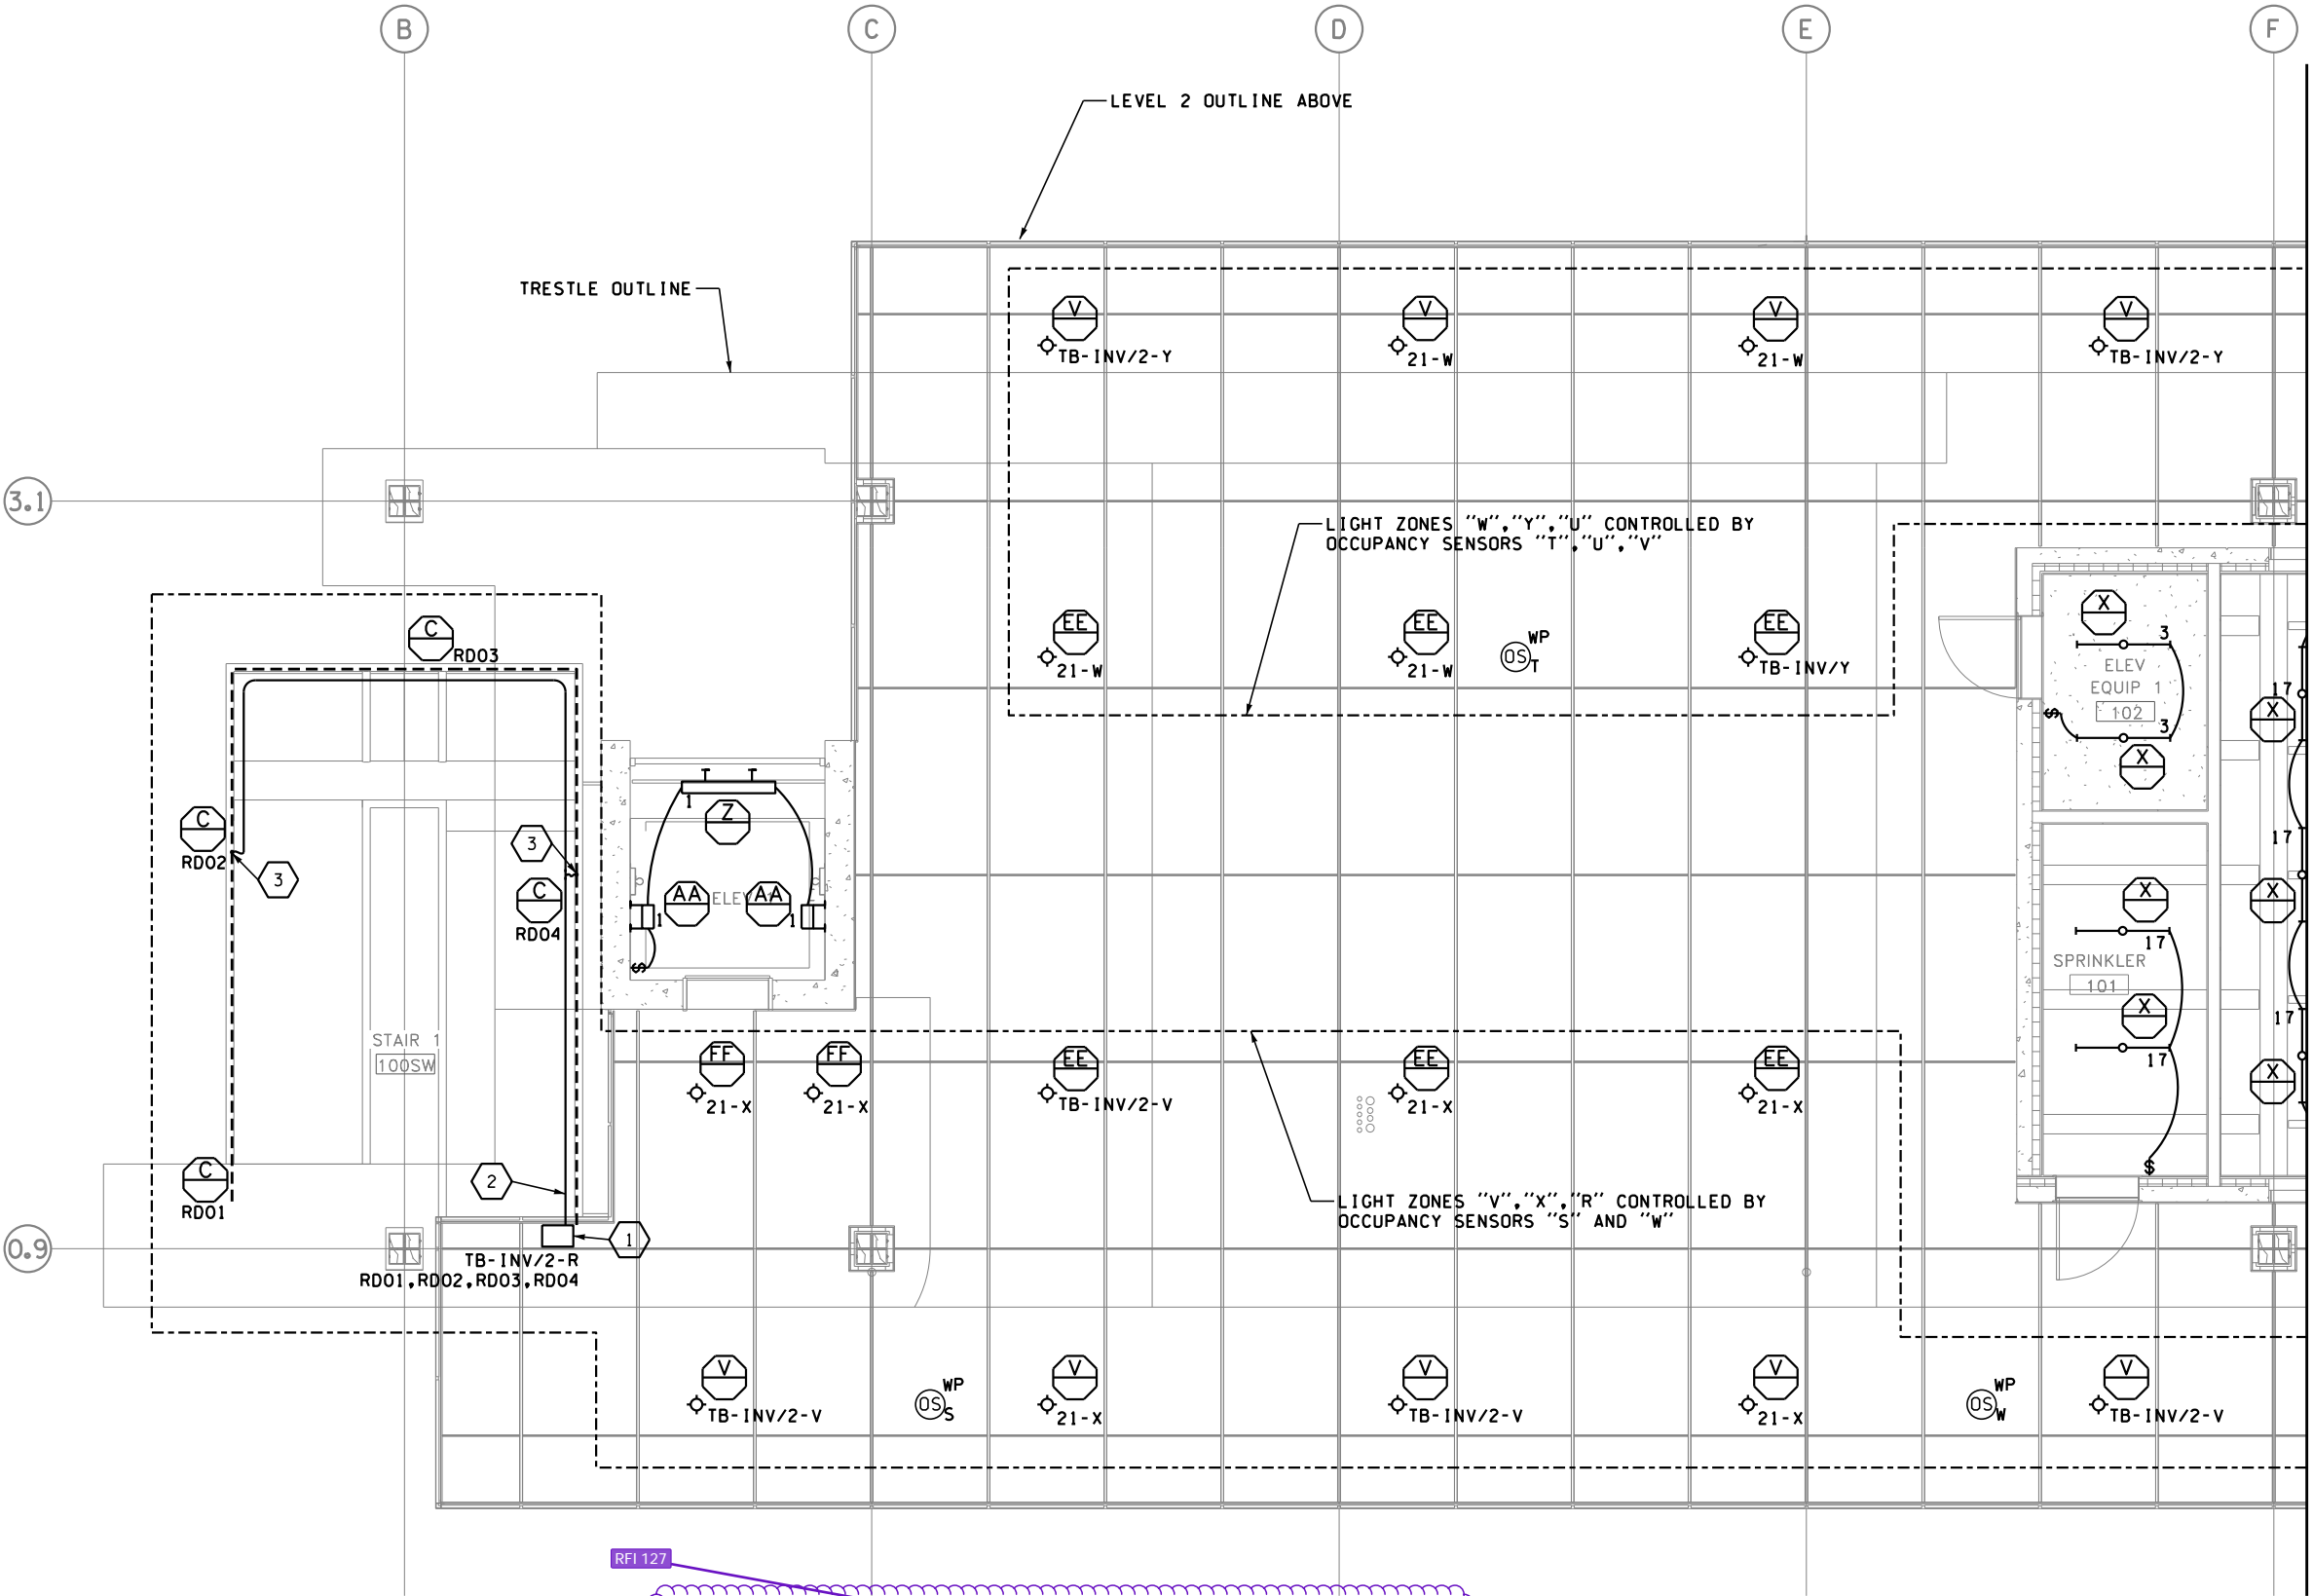 B
C
D
E
F
LEVEL 2 OUTLINE ABOVE
TRESTLE OUTLINE
V
TB-INV/2-Y
V
21-W
V
21-W
V
TB-INV/2-Y
3.1
LIGHT ZONES "W","Y","U" CONTROLLED BY
OCCUPANCY SENSORS "T","U","V"
EE
21-W
EE
21-W
OS
WP
T
EE
TB-INV/Y
X
3
ELEV
EQUIP 1
102
$
3
X
17
X
17
X
17
X
C
RD03
C
RD02
3
3
C
RD04
1
Z
AA
ELEV
AA
1
1
$
X
17
SPRINKLER
101
X
17
$
STAIR 1
100SW
FF
21-X
FF
21-X
EE
TB-INV/2-V
EE
21-X
EE
21-X
C
RD01
2
1
LIGHT ZONES "V","X","R" CONTROLLED BY
OCCUPANCY SENSORS "S" AND "W"
0.9
TB-INV/2-R
RD01,RD02,RD03,RD04
V
TB-INV/2-V
OS
WP
S
V
21-X
V
TB-INV/2-V
V
21-X
OS
WP
W
V
TB-INV/2-V
RFI 127